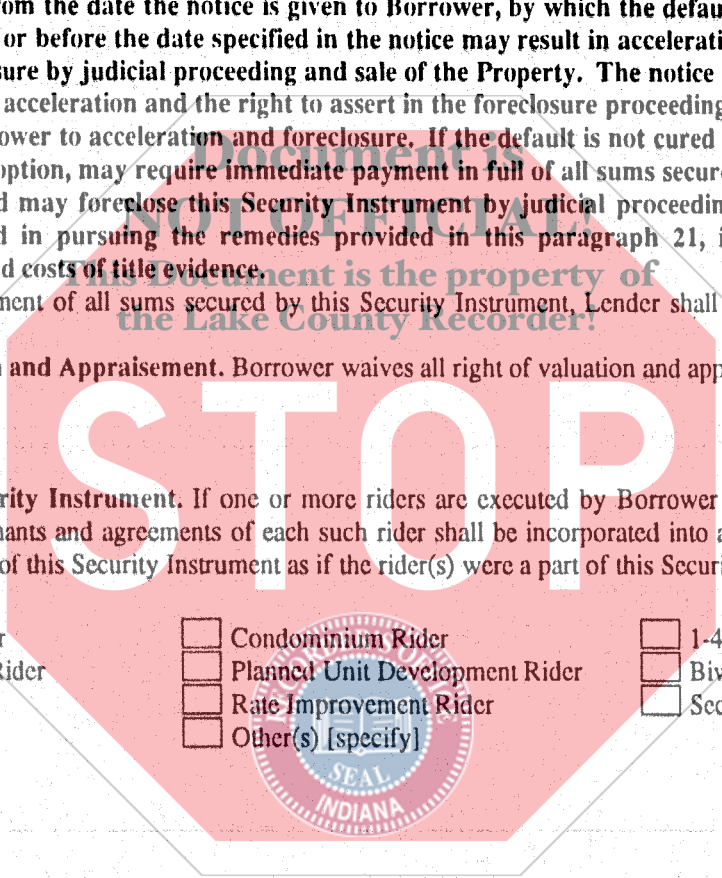 om the date the notice is given to Borrower, by which the defau
or before the date specified in the notice may result in accelerati
sure by judicial proceeding and sale of the Property. The notice
acceleration and the right to assert in the foreclosure proceeding
ower to acceleration and foreclosure. If the default is not cured
Document is
option, may require immediate payment in full of all sums secur
d may foreclose this Security Instrument by judicial proceedin
NOT OFFICIAL!
d in pursuing the remedies provided in this paragraph 21, i
d costs of title evidence.
This Document is the property of
ment of all sums secured by this Security Instrument, Lender shall
the Lake County Recorder!
and Appraisement. Borrower waives all right of valuation and app
STOP
rity Instrument. If one or more riders are executed by Borrower
nants and agreements of each such rider shall be incorporated into a
of this Security Instrument as if the rider(s) were a part of this Securi
r Condominium Rider 1-4
Rider Planned Unit Development Rider Biw
Rate Improvement Rider Sec
Other(s) [specify]
SEAL
INDIANA